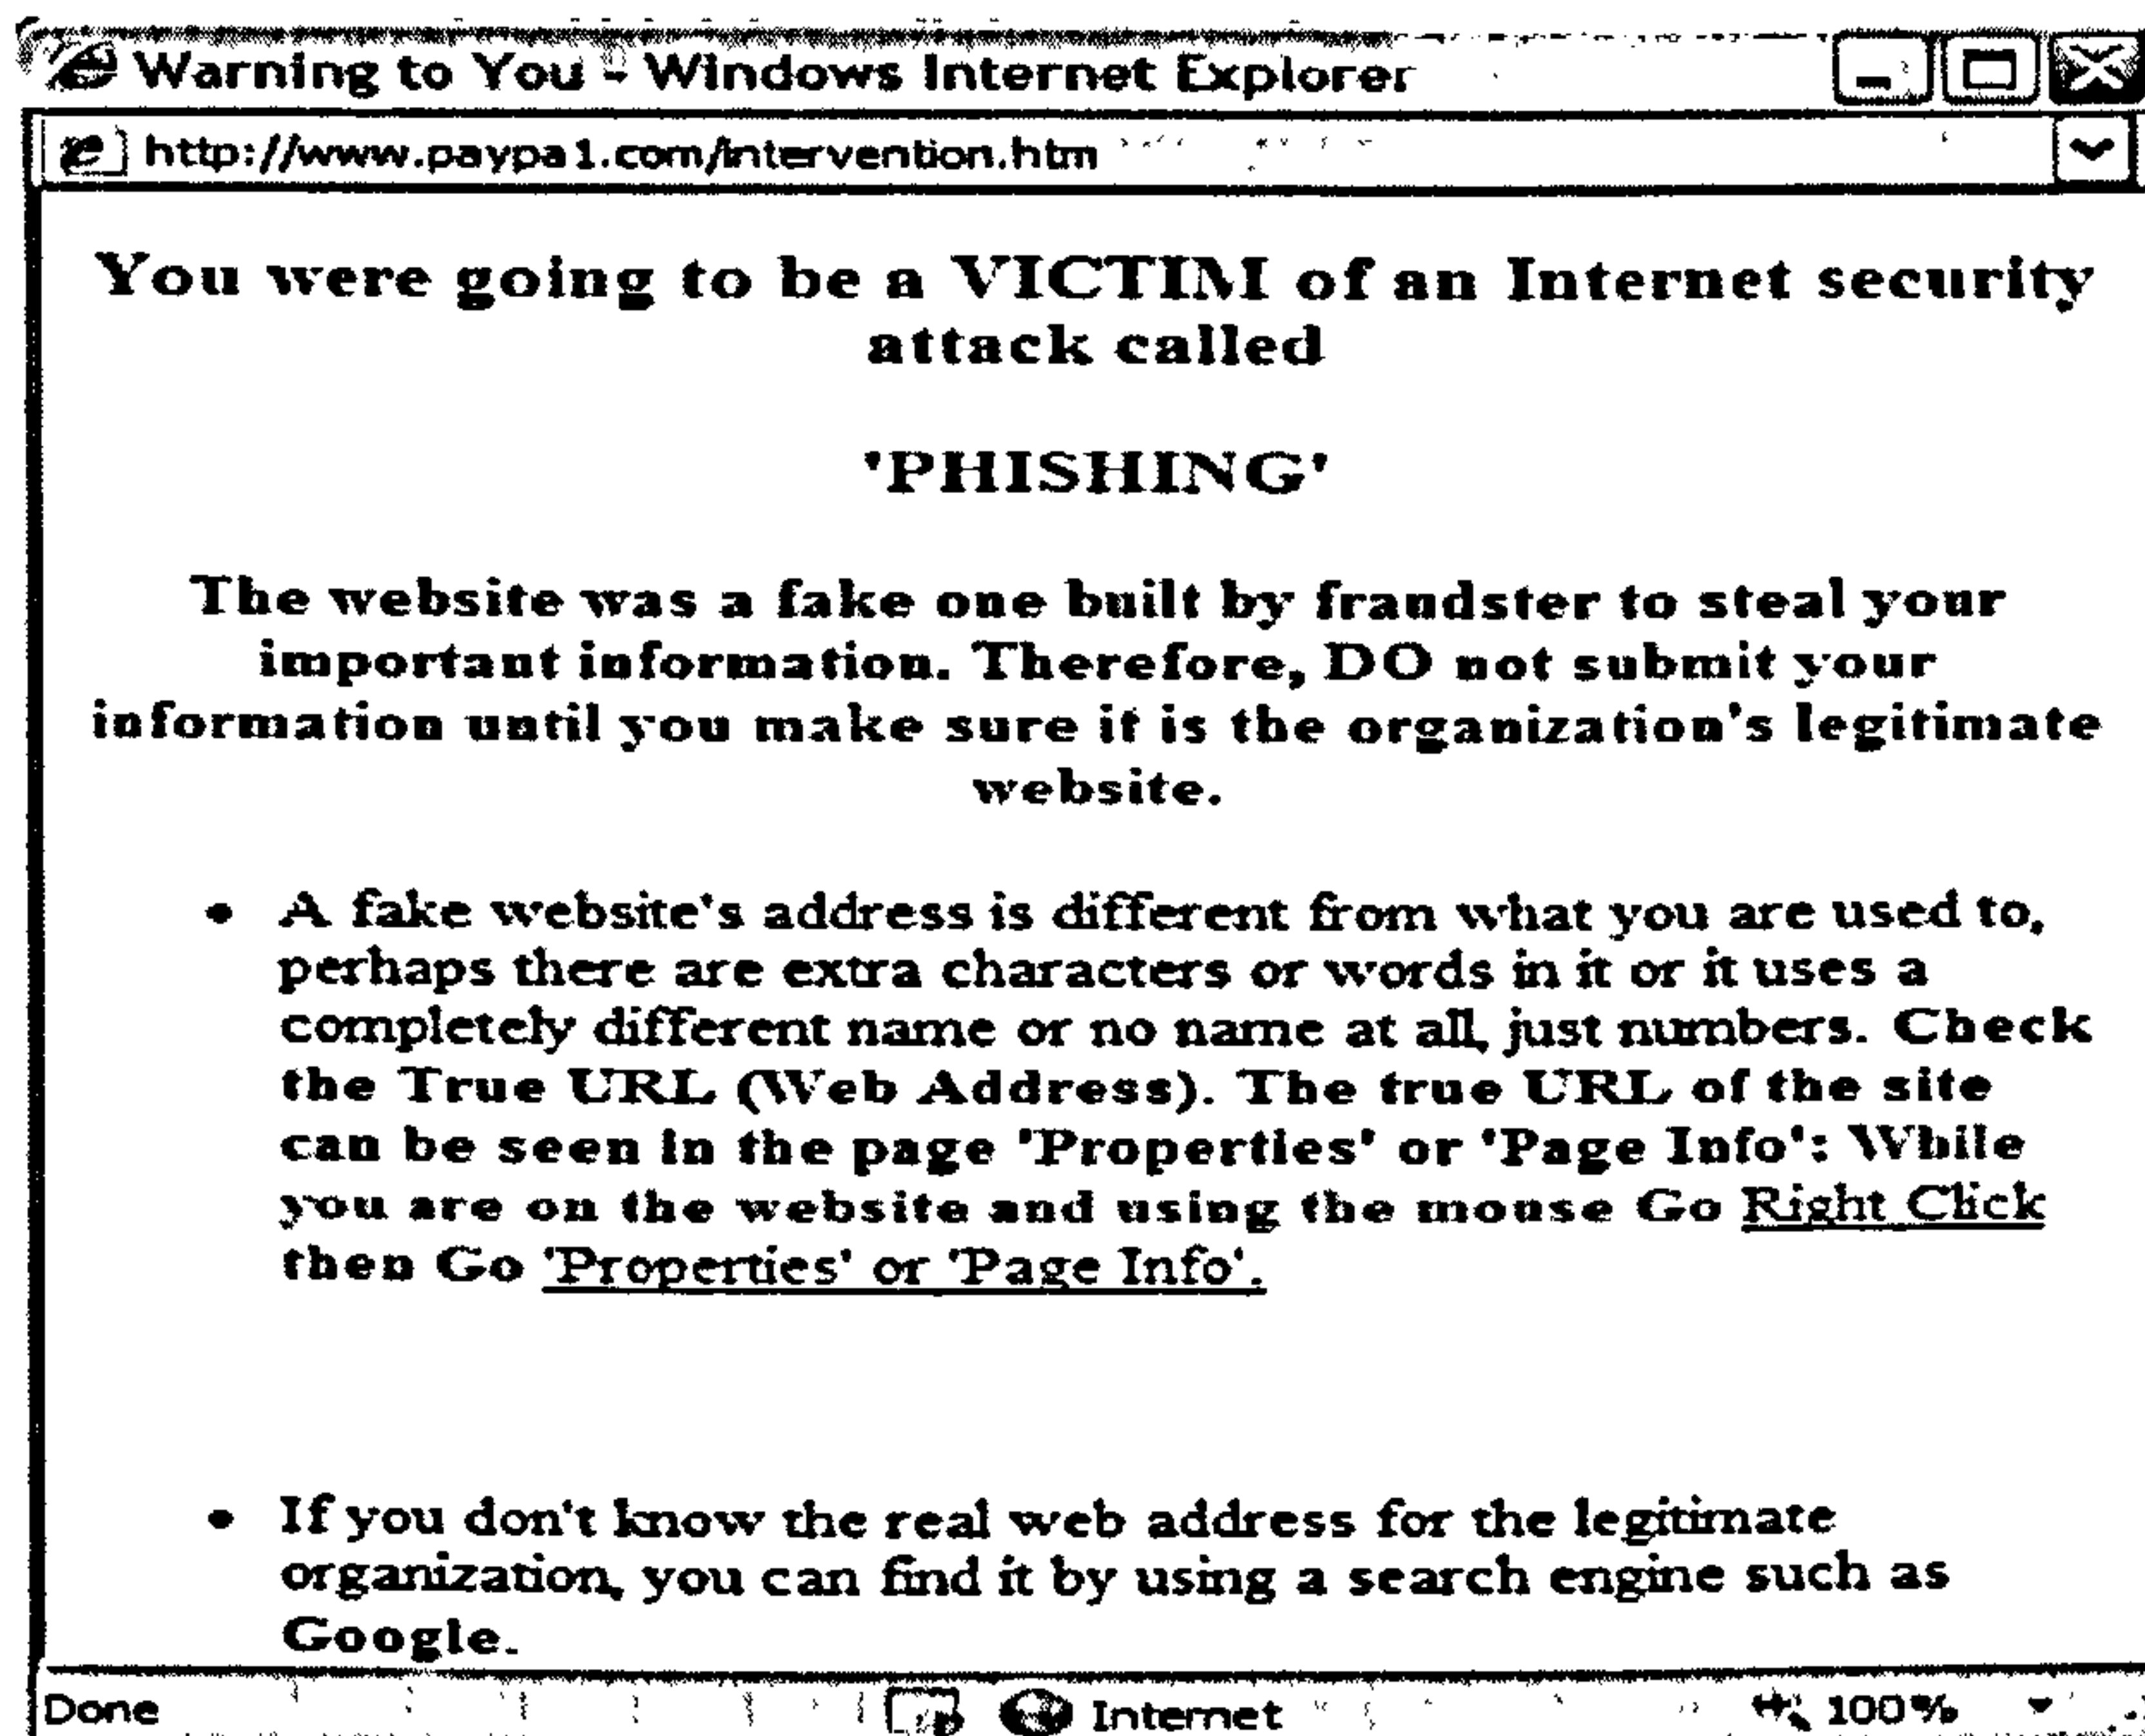 Warning to You - Windows Internet Explorer
http://www.paypa1.com/intervention.htm
You were going to be a VICTIM of an Internet security
attack called
'PHISHING'
The website was a fake one built by fraudster to steal your
important information. Therefore, DO not submit your
information until you make sure it is the organization's legitimate
website.
• A fake website's address is different from what you are used to,
perhaps there are extra characters or words in it or it uses a
completely different name or no name at all, just numbers. Check
the True URL (Web Address). The true URL of the site
can be seen in the page 'Properties' or 'Page Info': While
you are on the website and using the mouse Go Right Click
then Go 'Properties' or 'Page Info'.
• If you don't know the real web address for the legitimate
organization, you can find it by using a search engine such as
Google.
Done Internet 100%